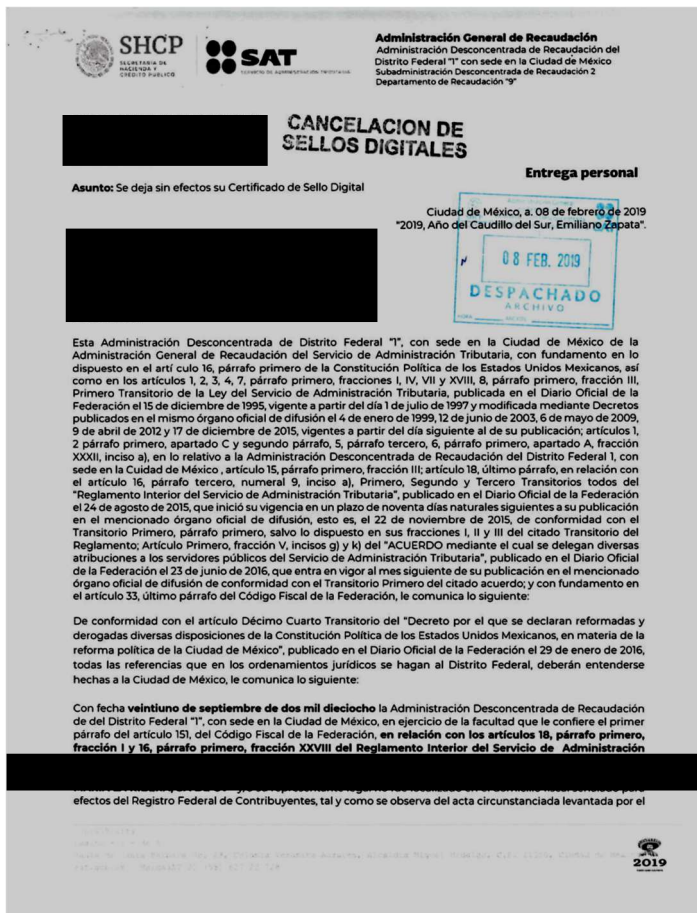 SHCP
SECRETARÍA DE
HACIENDA Y
CRÉDITO PÚBLICO
SAT
SERVICIO DE ADMINISTRACIÓN TRIBUTARIA
Administración General de Recaudación
Administración Desconcentrada de Recaudación del
Distrito Federal "1" con sede en la Ciudad de México
Subadministración Desconcentrada de Recaudación 2
Departamento de Recaudación "9"
CANCELACION DE
SELLOS DIGITALES
Entrega personal
Asunto: Se deja sin efectos su Certificado de Sello Digital
Ciudad de México, a. 08 de febrero de 2019
"2019, Año del Caudillo del Sur, Emiliano Zapata".
08 FEB. 2019
DESPACHADO
ARCHIVO
Esta Administración Desconcentrada de Distrito Federal "1", con sede en la Ciudad de México de la
Administración General de Recaudación del Servicio de Administración Tributaria, con fundamento en lo
dispuesto en el artí culo 16, párrafo primero de la Constitución Política de los Estados Unidos Mexicanos, así
como en los artículos 1, 2, 3, 4, 7, párrafo primero, fracciones I, IV, VII y XVIII, 8, párrafo primero, fracción III,
Primero Transitorio de la Ley del Servicio de Administración Tributaria, publicada en el Diario Oficial de la
Federación el 15 de diciembre de 1995, vigente a partir del día 1 de julio de 1997 y modificada mediante Decretos
publicados en el mismo órgano oficial de difusión el 4 de enero de 1999, 12 de junio de 2003, 6 de mayo de 2009,
9 de abril de 2012 y 17 de diciembre de 2015, vigentes a partir del día siguiente al de su publicación; artículos 1,
2 párrafo primero, apartado C y segundo párrafo, 5, párrafo tercero, 6, párrafo primero, apartado A, fracción
XXXII, inciso a), en lo relativo a la Administración Desconcentrada de Recaudación del Distrito Federal 1, con
sede en la Cuidad de México , artículo 15, párrafo primero, fracción III; artículo 18, último párrafo, en relación con
el artículo 16, párrafo tercero, numeral 9, inciso a), Primero, Segundo y Tercero Transitorios todos del
"Reglamento Interior del Servicio de Administración Tributaria", publicado en el Diario Oficial de la Federación
el 24 de agosto de 2015, que inició su vigencia en un plazo de noventa días naturales siguientes a su publicación
en el mencionado órgano oficial de difusión, esto es, el 22 de noviembre de 2015, de conformidad con el
Transitorio Primero, párrafo primero, salvo lo dispuesto en sus fracciones I, II y III del citado Transitorio del
Reglamento; Artículo Primero, fracción V, incisos g) y k) del "ACUERDO mediante el cual se delegan diversas
atribuciones a los servidores públicos del Servicio de Administración Tributaria", publicado en el Diario Oficial
de la Federación el 23 de junio de 2016, que entra en vigor al mes siguiente de su publicación en el mencionado
órgano oficial de difusión de conformidad con el Transitorio Primero del citado acuerdo; y con fundamento en
el artículo 33, último párrafo del Código Fiscal de la Federación, le comunica lo siguiente:
De conformidad con el artículo Décimo Cuarto Transitorio del "Decreto por el que se declaran reformadas y
derogadas diversas disposiciones de la Constitución Política de los Estados Unidos Mexicanos, en materia de la
reforma política de la Ciudad de México", publicado en el Diario Oficial de la Federación el 29 de enero de 2016,
todas las referencias que en los ordenamientos jurídicos se hagan al Distrito Federal, deberán entenderse
hechas a la Ciudad de México, le comunica lo siguiente:
Con fecha veintiuno de septiembre de dos mil dieciocho la Administración Desconcentrada de Recaudación
de del Distrito Federal "1", con sede en la Ciudad de México, en ejercicio de la facultad que le confiere el primer
párrafo del artículo 151, del Código Fiscal de la Federación, en relación con los artículos 18, párrafo primero,
fracción I y 16, párrafo primero, fracción XXVIII del Reglamento Interior del Servicio de Administración
efectos del Registro Federal de Contribuyentes, tal y como se observa del acta circunstanciada levantada por el
2019